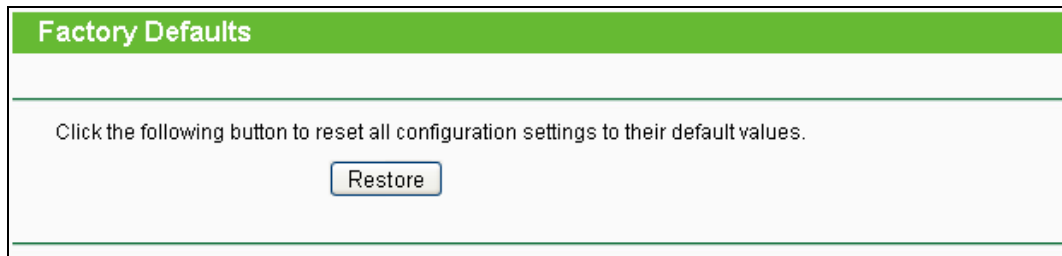 Factory Defaults
Click the following button to reset all configuration settings to their default values.
Restore